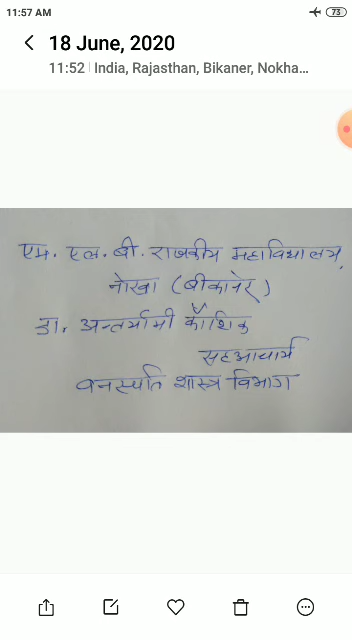 11:57 AM
73
18 June, 2020
11:52 | India, Rajasthan, Bikaner, Nokha...
एम. एल. बी. राजकीय महाविद्यालय,
नोखा (बीकानेर)
डा. अन्तर्यामी कौशिक
सहआचार्य
वनस्पति शास्त्र विभाग